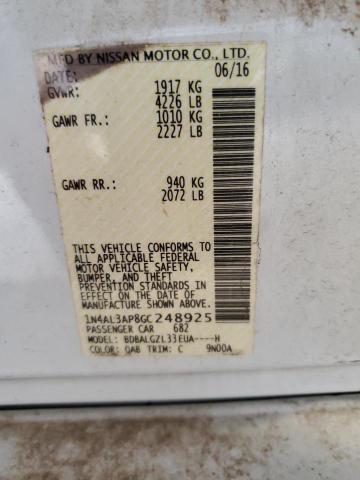 MFD BY NISSAN MOTOR CO., LTD.
DATE: 06/16
GVWR: 1917 KG
4226 LB
GAWR FR.: 1010 KG
2227 LB
GAWR RR.: 940 KG
2072 LB
THIS VEHICLE CONFORMS TO
ALL APPLICABLE FEDERAL
MOTOR VEHICLE SAFETY,
BUMPER, AND THEFT
PREVENTION STANDARDS IN
EFFECT ON THE DATE OF
MANUFACTURE SHOWN ABOVE.
1N4AL3AP8GC248925
PASSENGER CAR 682
MODEL: BDBALGZL33EUA----H
COLOR: QAB TRIM: C 9N00A